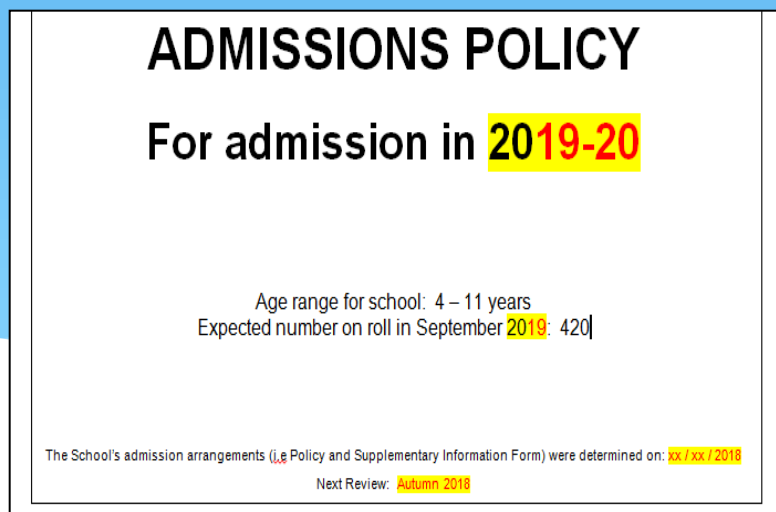 ADMISSIONS POLICY
For admission in 2019-20
Age range for school: 4 – 11 years
Expected number on roll in September 2019: 420
The School's admission arrangements (i.e Policy and Supplementary Information Form) were determined on: xx / xx / 2018
Next Review: Autumn 2018